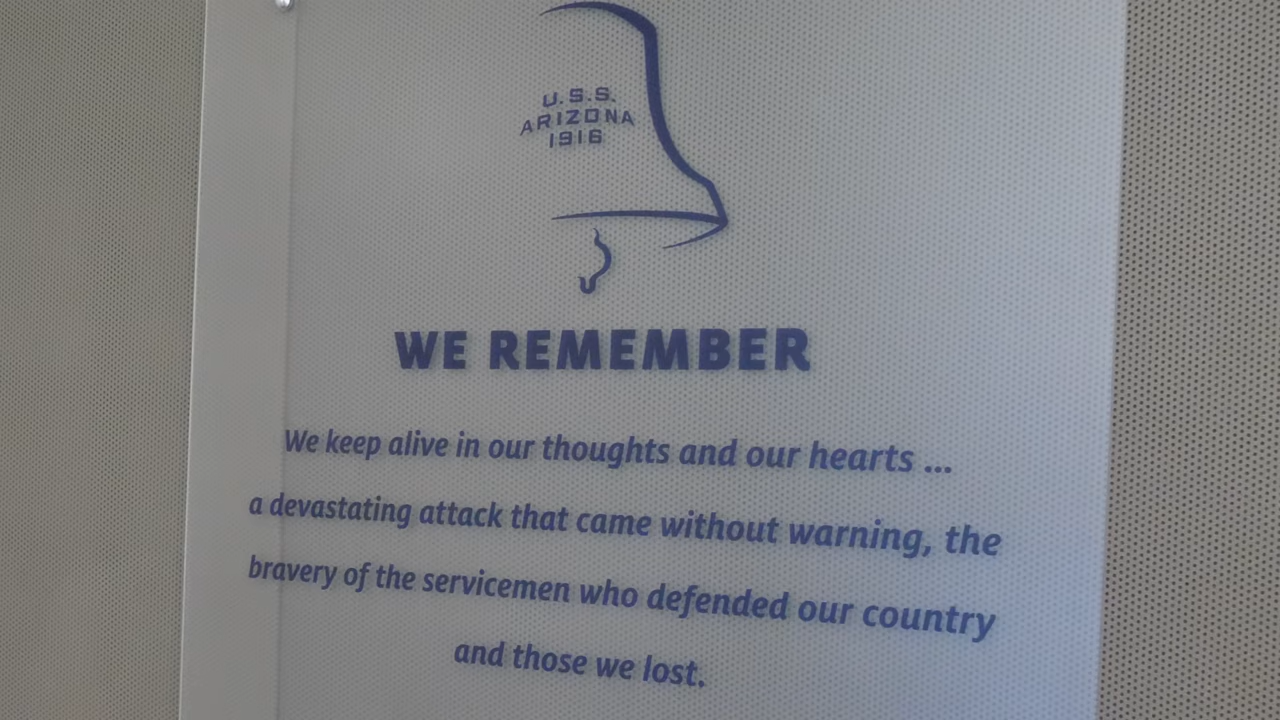 U.S.S.
ARIZONA
1916
WE REMEMBER
We keep alive in our thoughts and our hearts ...
a devastating attack that came without warning, the
bravery of the servicemen who defended our country
and those we lost.